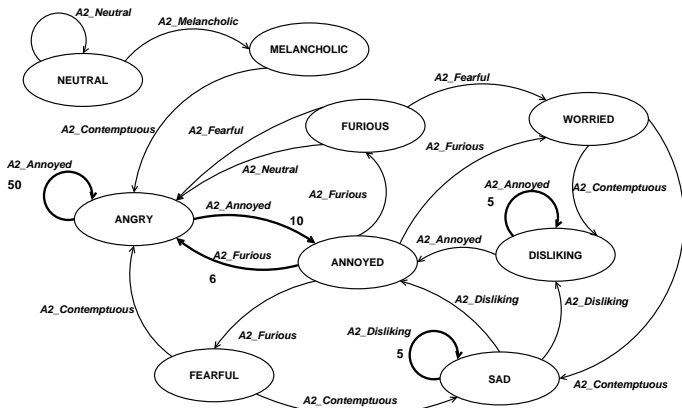 A2_Neutral
A2_Melancholic
MELANCHOLIC
NEUTRAL
A2_Fearful
A2_Contemptuous
A2_Fearful
FURIOUS
WORRIED
A2_Annoyed
50
A2_Neutral
A2_Furious
A2_Annoyed
5
A2_Contemptuous
A2_Furious
A2_Annoyed
10
ANGRY
A2_Annoyed
A2_Furious
6
ANNOYED
DISLIKING
A2_Contemptuous
A2_Furious
A2_Disliking
5
A2_Disliking
A2_Disliking
FEARFUL
SAD
A2_Contemptuous
A2_Contemptuous